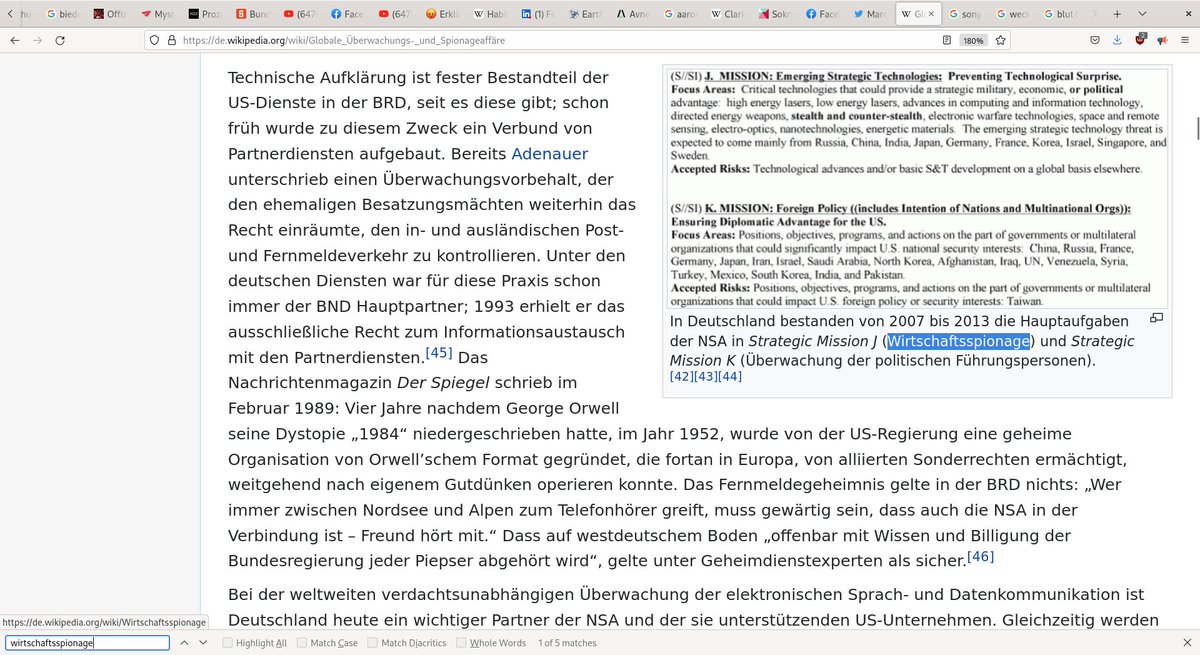 hun
biedi
Offiz
MyS
Proz
Bund
(647
Face
(647
Erklä
Habil
(1) F
Earth
Avne
aaro
Clark
Sokr
Face
Marc
Gl
sony
weck
blut l
https://de.wikipedia.org/wiki/Globale_Überwachungs-_und_Spionageaffäre
180%
Technische Aufklärung ist fester Bestandteil der
US-Dienste in der BRD, seit es diese gibt; schon
früh wurde zu diesem Zweck ein Verbund von
Partnerdiensten aufgebaut. Bereits Adenauer
unterschrieb einen Überwachungsvorbehalt, der
den ehemaligen Besatzungsmächten weiterhin das
Recht einräumte, den in- und ausländischen Post-
und Fernmeldeverkehr zu kontrollieren. Unter den
deutschen Diensten war für diese Praxis schon
immer der BND Hauptpartner; 1993 erhielt er das
ausschließliche Recht zum Informationsaustausch
mit den Partnerdiensten.[45] Das
Nachrichtenmagazin Der Spiegel schrieb im
Februar 1989: Vier Jahre nachdem George Orwell
seine Dystopie „1984“ niedergeschrieben hatte, im Jahr 1952, wurde von der US-Regierung eine geheime
Organisation von Orwell’schem Format gegründet, die fortan in Europa, von alliierten Sonderrechten ermächtigt,
weitgehend nach eigenem Gutdünken operieren konnte. Das Fernmeldegeheimnis gelte in der BRD nichts: „Wer
immer zwischen Nordsee und Alpen zum Telefonhörer greift, muss gewärtig sein, dass auch die NSA in der
Verbindung ist – Freund hört mit.“ Dass auf westdeutschem Boden „offenbar mit Wissen und Billigung der
Bundesregierung jeder Piepser abgehört wird“, gelte unter Geheimdienstexperten als sicher.[46]
Bei der weltweiten verdachtsunabhängigen Überwachung der elektronischen Sprach- und Datenkommunikation ist
Deutschland heute ein wichtiger Partner der NSA und der sie unterstützenden US-Unternehmen. Gleichzeitig werden
(S//SI) J. MISSION: Emerging Strategic Technologies: Preventing Technological Surprise.
Focus Areas: Critical technologies that could provide a strategic military, economic, or political
advantage: high energy lasers, low energy lasers, advances in computing and information technology,
directed energy weapons, stealth and counter-stealth, electronic warfare technologies, space and remote
sensing, electro-optics, nanotechnologies, energetic materials. The emerging strategic technology threat is
expected to come mainly from Russia, China, India, Japan, Germany, France, Korea, Israel, Singapore, and
Sweden.
Accepted Risks: Technological advances and/or basic S&T development on a global basis elsewhere.
(S//SI) K. MISSION: Foreign Policy ((includes Intention of Nations and Multinational Orgs)):
Ensuring Diplomatic Advantage for the US.
Focus Areas: Positions, objectives, programs, and actions on the part of governments or multilateral
organizations that could significantly impact U.S. national security interests: China, Russia, France,
Germany, Japan, Iran, Israel, Saudi Arabia, North Korea, Afghanistan, Iraq, UN, Venezuela, Syria,
Turkey, Mexico, South Korea, India, and Pakistan.
Accepted Risks: Positions, objectives, programs, and actions on the part of governments or multilateral
organizations that could impact U.S. foreign policy or security interests: Taiwan.
In Deutschland bestanden von 2007 bis 2013 die Hauptaufgaben
der NSA in Strategic Mission J (Wirtschaftsspionage) und Strategic
Mission K (Überwachung der politischen Führungspersonen).
[42][43][44]
https://de.wikipedia.org/wiki/Wirtschaftsspionage
wirtschaftsspionage
Highlight All
Match Case
Match Diacritics
Whole Words
1 of 5 matches